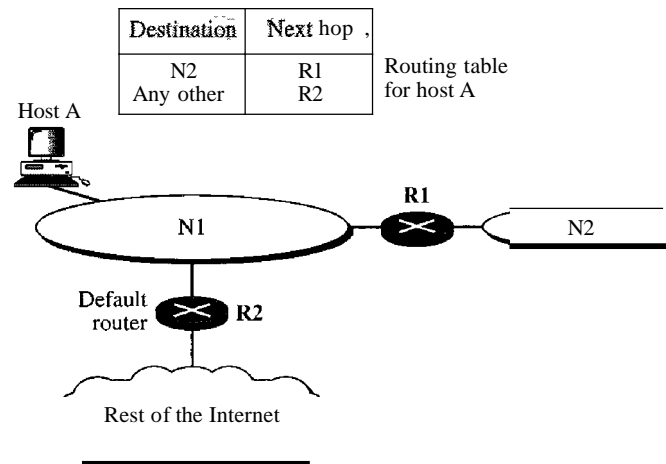 Destination Next hop ,
N2 R1
Any other R2
Routing table
for host A
Host A
R1
N1
N2
Default
router
R2
Rest of the Internet